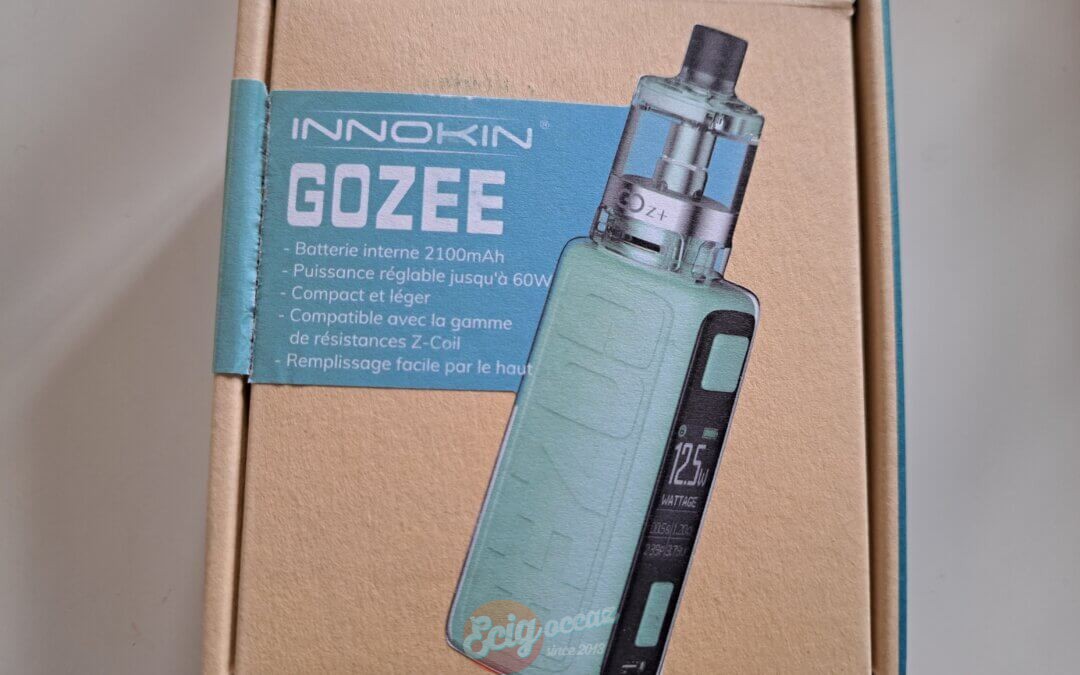 INNOKIN®
GOZEE
- Batterie interne 2100mAh
- Puissance réglable jusqu'à 60W
- Compact et léger
- Compatible avec la gamme
de résistances Z-Coil
- Remplissage facile par le haut
GO Z+
12.5W
WATTAGE
Ecig occaz
since 2013